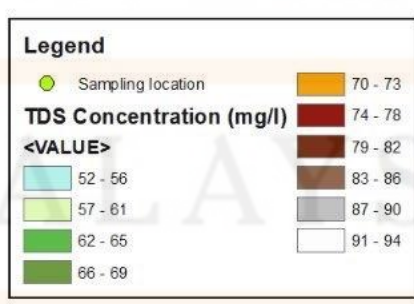 Legend
Sampling location
TDS Concentration (mg/l)
<VALUE>
52 - 56
57 - 61
62 - 65
66 - 69
70 - 73
74 - 78
79 - 82
83 - 86
87 - 90
91 - 94